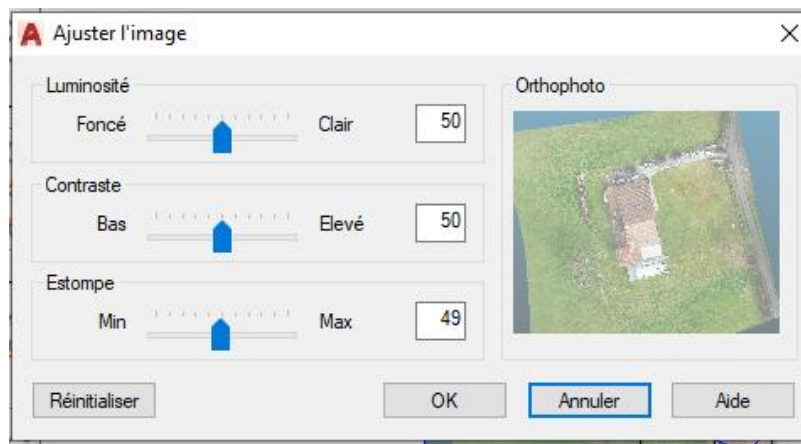 Ajuster l'image
Luminosité
Foncé
Clair
50
Contraste
Bas
Elevé
50
Estompe
Min
Max
49
Orthophoto
Réinitialiser
OK
Annuler
Aide